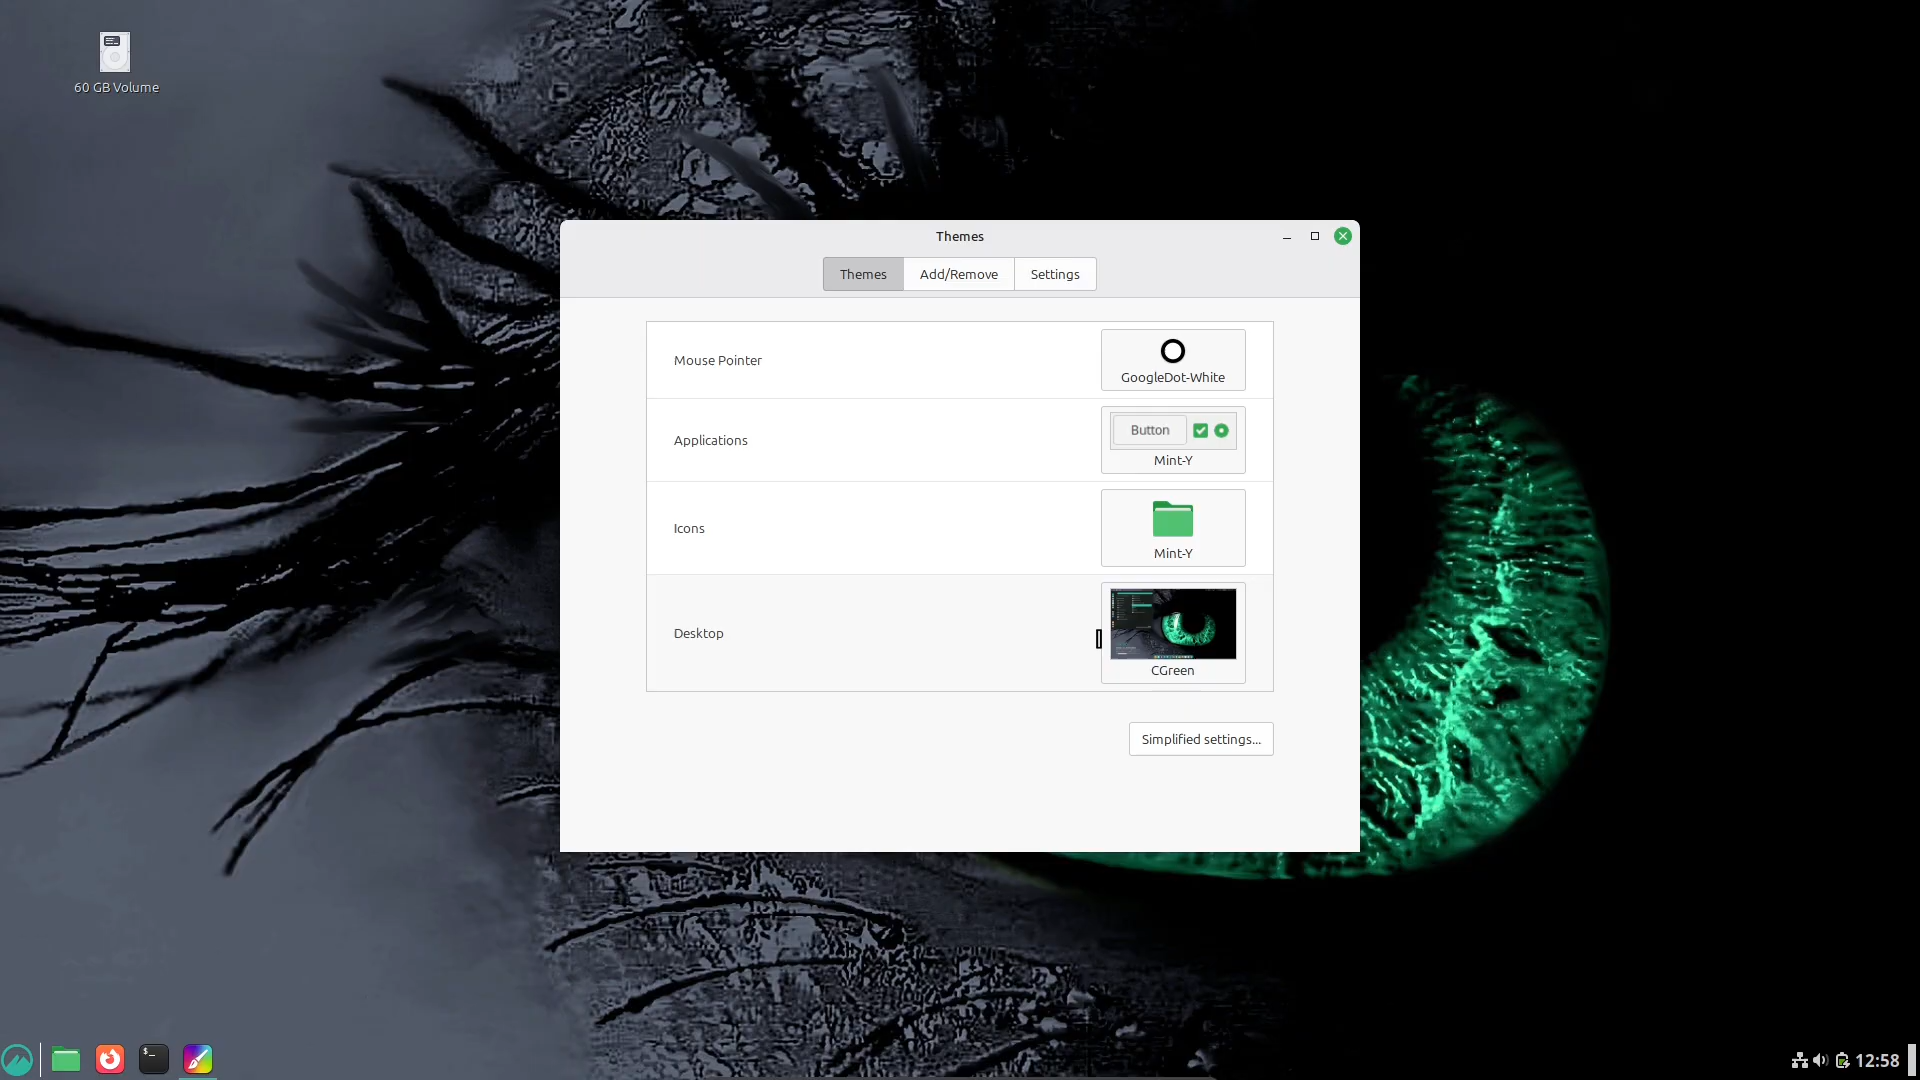 60 GB Volume
Themes
Themes
Add/Remove
Settings
Mouse Pointer
GoogleDot-White
Applications
Button
Mint-Y
Icons
Mint-Y
Desktop
CGreen
Simplified settings...
$_
12:58